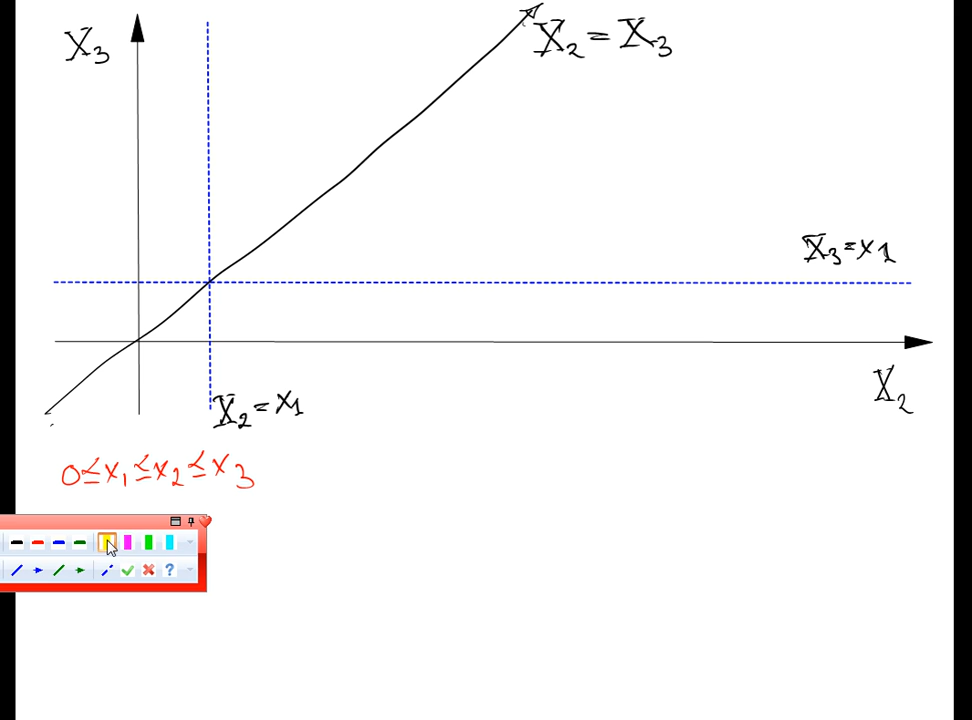 X₃
X₂ = X₃
X₃ = x₁
X₂
X₂ = x₁
0 ≤ x₁ ≤ x₂ ≤ x₃
?